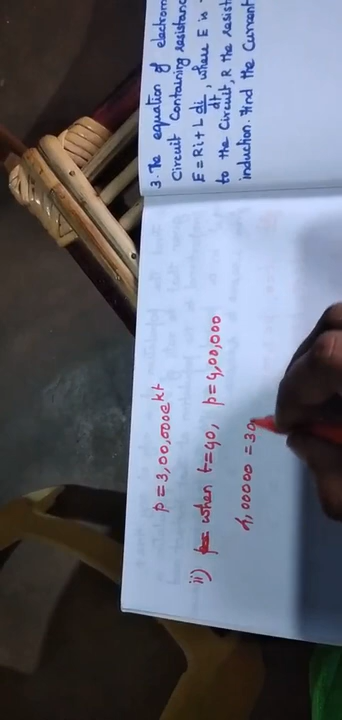 3. The equation of electrom
Circuit Containing resistanc
E = Ri + L di/dt, where E is
to the Circuit, R the resist
induction. Find the Current
p = 3,00,000ekt
ii) when t = 40, p = 4,00,000
4,00000 = 30